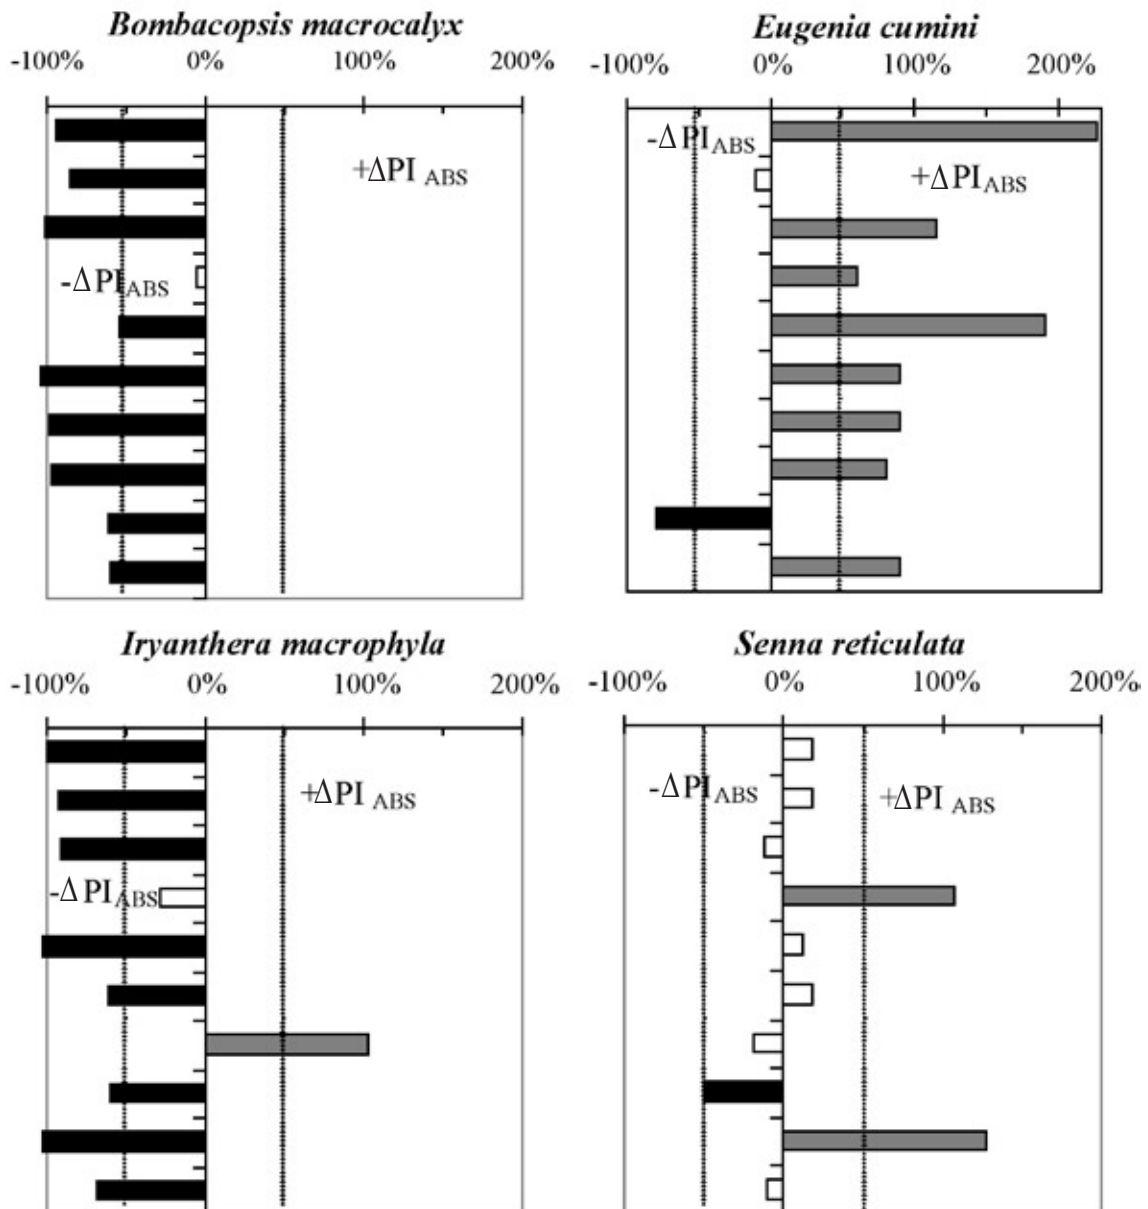 Bombacopsis macrocalyx
-100% 0% 100% 200%
+ΔPI ABS
-ΔPIABS
Eugenia cumini
-100% 0% 100% 200%
-ΔPIABS
+ΔPIABS
Iryanthera macrophyla
-100% 0% 100% 200%
+ΔPI ABS
-ΔPIABS
Senna reticulata
-100% 0% 100% 200%
-ΔPIABS
+ΔPI ABS